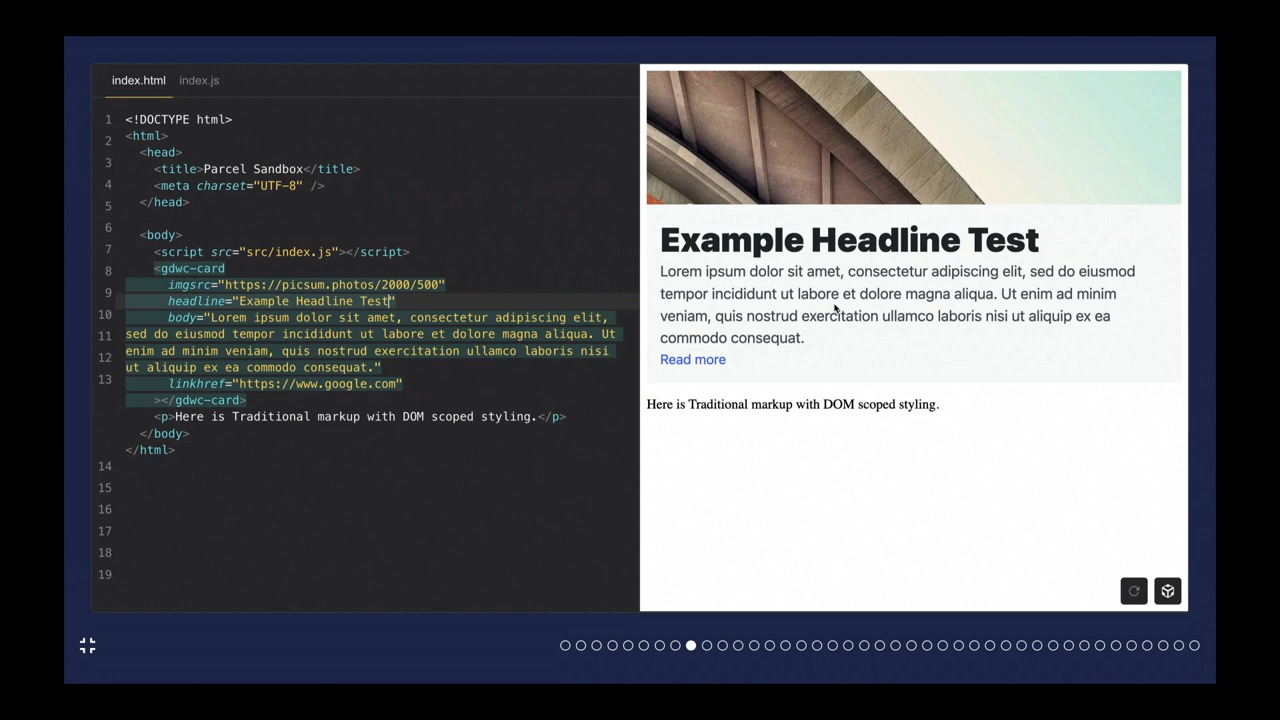 index.html index.js
1 <!DOCTYPE html>
2 <html>
3 <head>
4 <title>Parcel Sandbox</title>
5 <meta charset="UTF-8" />
6 </head>
7 <body>
8 <script src="src/index.js"></script>
9 <gdwc-card
10 imgsrc="https://picsum.photos/2000/500"
11 headline="Example Headline Test"
12 body="Lorem ipsum dolor sit amet, consectetur adipiscing elit,
13 sed do eiusmod tempor incididunt ut labore et dolore magna aliqua. Ut
enim ad minim veniam, quis nostrud exercitation ullamco laboris nisi
ut aliquip ex ea commodo consequat."
linkhref="https://www.google.com"
></gdwc-card>
<p>Here is Traditional markup with DOM scoped styling.</p>
</body>
</html>
14
15
16
17
18
19
Example Headline Test
Lorem ipsum dolor sit amet, consectetur adipiscing elit, sed do eiusmod
tempor incididunt ut labore et dolore magna aliqua. Ut enim ad minim
veniam, quis nostrud exercitation ullamco laboris nisi ut aliquip ex ea
commodo consequat.
Read more
Here is Traditional markup with DOM scoped styling.